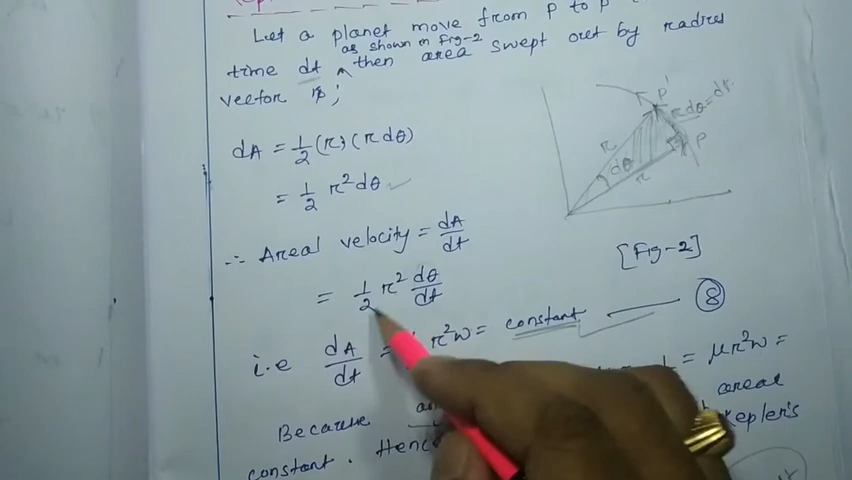 Let a planet move from P to P'
as shown in Fig-2
time dt ^ then area swept out by radius
vector r;
dA = 1/2 (r) (r dθ)
= 1/2 r² dθ ✓
∴ Areal velocity = dA/dt
= 1/2 r² dθ/dt
i.e dA/dt = r²ω = constant —— ⑧
= μr²ω =
Because areal
constant. Hence Kepler's
P'
r dθ = dr
r
dθ
r
P
[Fig-2]